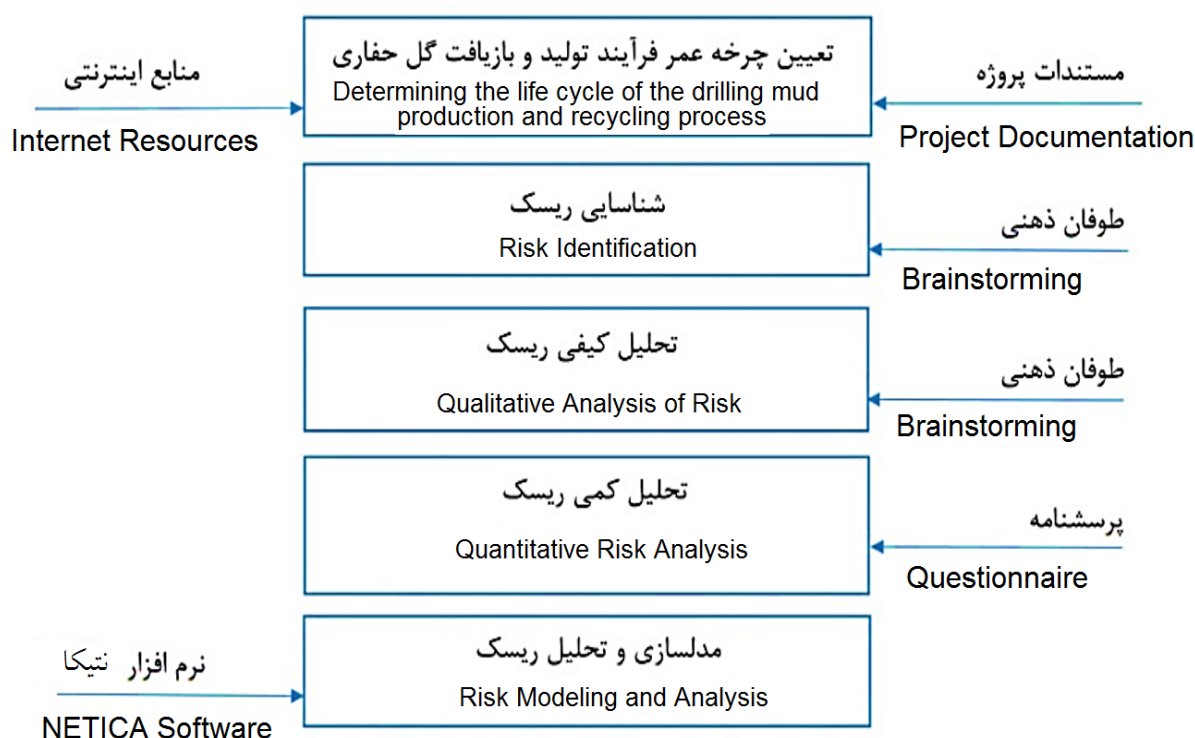 تعیین چرخه عمر فرآیند تولید و بازیافت گل حفاری
Determining the life cycle of the drilling mud
production and recycling process
منابع اینترنتی
Internet Resources
مستندات پروژه
Project Documentation
شناسایی ریسک
Risk Identification
طوفان ذهنی
Brainstorming
تحلیل کیفی ریسک
Qualitative Analysis of Risk
طوفان ذهنی
Brainstorming
تحلیل کمی ریسک
Quantitative Risk Analysis
پرسشنامه
Questionnaire
مدلسازی و تحلیل ریسک
Risk Modeling and Analysis
نرم افزار نتیکا
NETICA Software